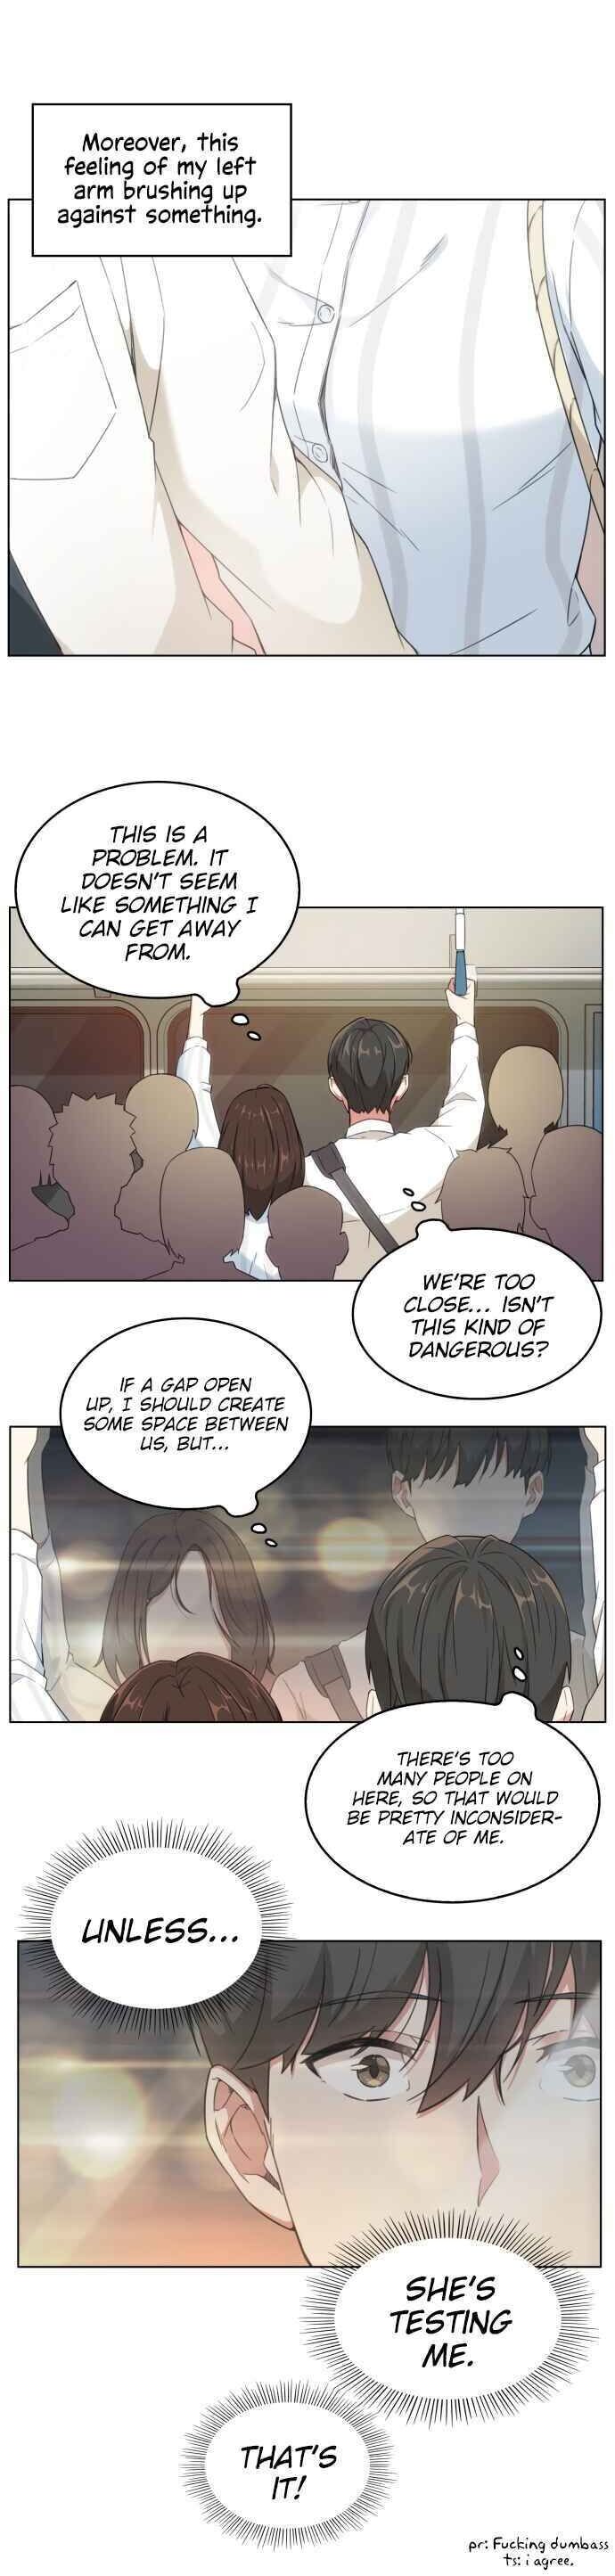 Moreover, this
feeling of my left
arm brushing up
against something.
THIS IS A
PROBLEM. IT
DOESN'T SEEM
LIKE SOMETHING I
CAN GET AWAY
FROM.
WE'RE TOO
CLOSE... ISN'T
THIS KIND OF
DANGEROUS?
IF A GAP OPEN
UP, I SHOULD CREATE
SOME SPACE BETWEEN
US, BUT...
THERE'S TOO
MANY PEOPLE ON
HERE, SO THAT WOULD
BE PRETTY INCONSIDER-
ATE OF ME.
UNLESS...
SHE'S
TESTING
ME.
THAT'S
IT!
pr: Fucking dumbass
ts: i agree.